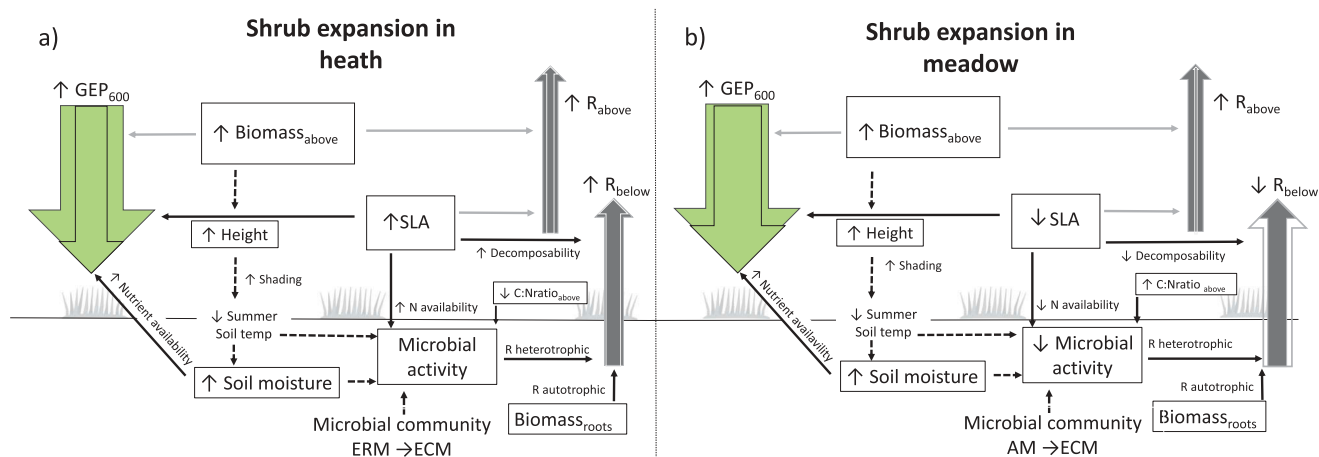 a)
Shrub expansion in
heath
↑ GEP600
↑ Biomassabove
↑ Rabove
↑ Rbelow
↑SLA
↑ Height
↑ Decomposability
↑ Shading
↓ C:Nratioabove
↑ Nutrient availability
↑ N availability
↓ Summer
Soil temp
Microbial
activity
R heterotrophic
↑ Soil moisture
R autotrophic
Microbial community
ERM →ECM
Biomassroots
b)
Shrub expansion in
meadow
↑ GEP600
↑ Biomassabove
↑ Rabove
↓ Rbelow
↓ SLA
↑ Height
↓ Decomposability
↑ Shading
↑ C:Nratio above
↑ Nutrient availavility
↓ N availability
↓ Summer
Soil temp
↓ Microbial
activity
R heterotrophic
↑ Soil moisture
R autotrophic
Microbial community
AM →ECM
Biomassroots